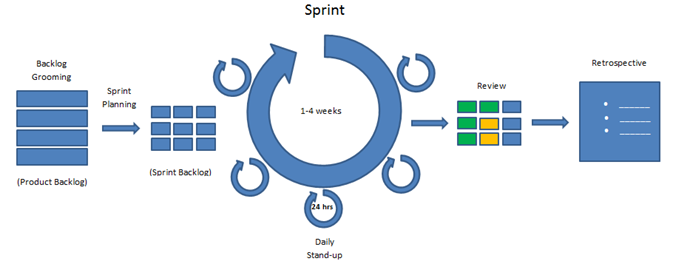 Sprint
Backlog
Grooming
Sprint
Planning
(Product Backlog)
(Sprint Backlog)
1-4 weeks
24 hrs
Daily
Stand-up
Review
Retrospective